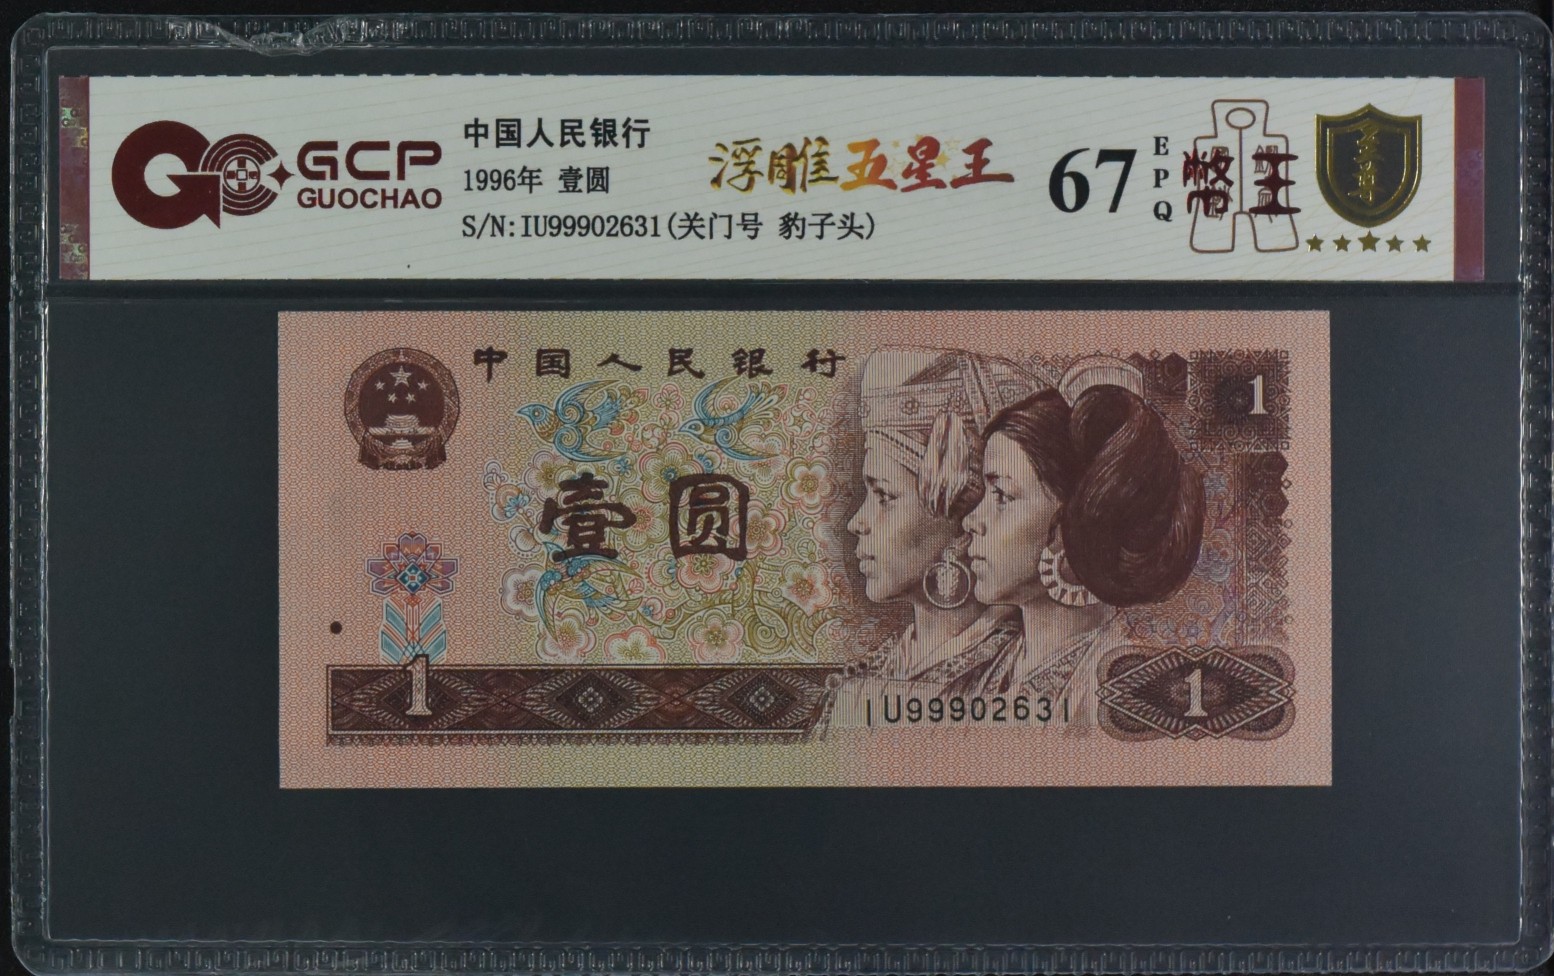 GCP
GUOCHAO
中国人民银行
1996年 壹圆
S/N:IU99902631(关门号 豹子头)
浮雕五星王
67
EPQ
至尊
中国人民银行
1
壹圆
1
IU99902631
1